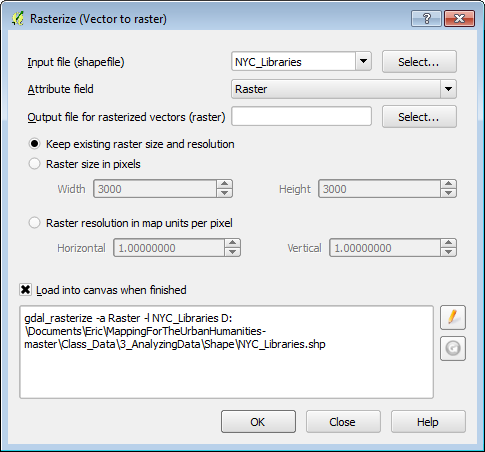 Rasterize (Vector to raster)
Input file (shapefile) NYC_Libraries Select...
Attribute field Raster
Output file for rasterized vectors (raster) Select...
Keep existing raster size and resolution
Raster size in pixels
Width 3000 Height 3000
Raster resolution in map units per pixel
Horizontal 1.00000000 Vertical 1.00000000
Load into canvas when finished
gdal_rasterize -a Raster -l NYC_Libraries D:
\Documents\Eric\MappingForTheUrbanHumanities-
master\Class_Data\3_AnalyzingData\Shape\NYC_Libraries.shp
OK Close Help